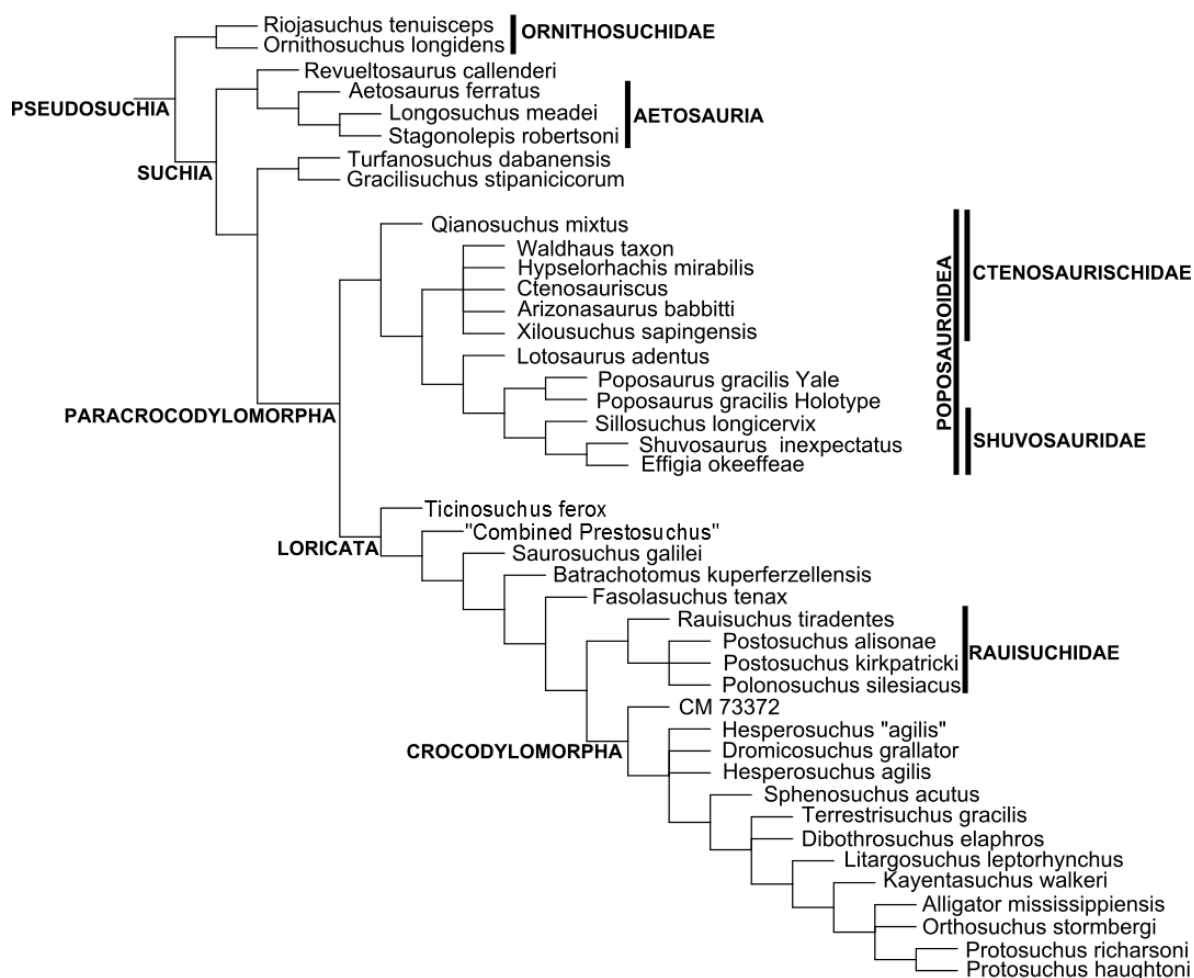 Riojasuchus tenuisceps
ORNITHOSUCHIDAE
Ornithosuchus longidens
Revueltosaurus callenderi
Aetosaurus ferratus
PSEUDOSUCHIA
Longosuchus meadei
AETOSAURIA
Stagonolepis robertsoni
Turfanosuchus dabanensis
SUCHIA
Gracilisuchus stipanicicorum
Qianosuchus mixtus
Waldhaus taxon
Hypselorhachis mirabilis
CTENOSAURISCHIDAE
Ctenosauriscus
Arizonasaurus babbitti
Xilousuchus sapingensis
POPOSAUROIDEA
Lotosaurus adentus
Poposaurus gracilis Yale
Poposaurus gracilis Holotype
PARACROCODYLOMORPHA
Sillosuchus longicervix
Shuvosaurus inexpectatus
SHUVOSAURIDAE
Effigia okeeffeae
Ticinosuchus ferox
"Combined Prestosuchus"
LORICATA
Saurosuchus galilei
Batrachotomus kuperferzellensis
Fasolasuchus tenax
Rauisuchus tiradentes
Postosuchus alisonae
RAUISUCHIDAE
Postosuchus kirkpatricki
Polonosuchus silesiacus
CM 73372
Hesperosuchus "agilis"
CROCODYLOMORPHA
Dromicosuchus grallator
Hesperosuchus agilis
Sphenosuchus acutus
Terrestrisuchus gracilis
Dibothrosuchus elaphros
Litargosuchus leptorhynchus
Kayentasuchus walkeri
Alligator mississippiensis
Orthosuchus stormbergi
Protosuchus richarsoni
Protosuchus haughtoni